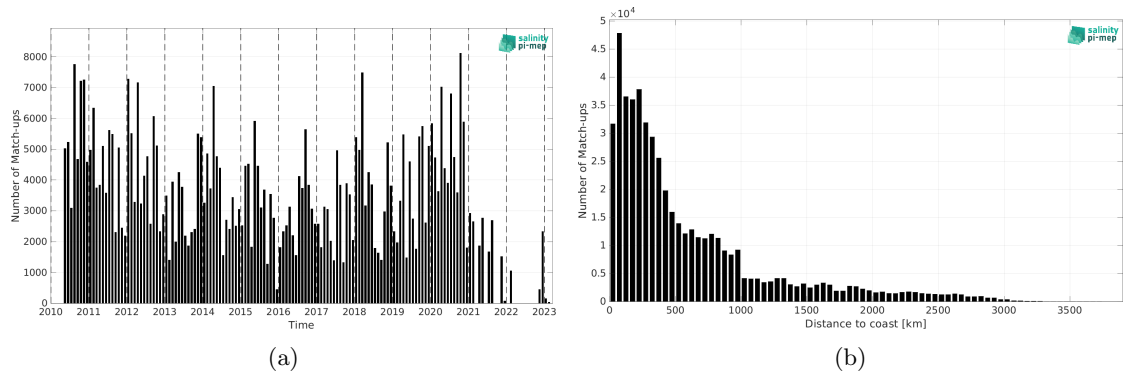 salinity
pi-mep
Number of Match-ups
8000
7000
6000
5000
4000
3000
2000
1000
0
2010 2011 2012 2013 2014 2015 2016 2017 2018 2019 2020 2021 2022 2023
Time
(a)
×10⁴
salinity
pi-mep
Number of Match-ups
5
4.5
4
3.5
3
2.5
2
1.5
1
0.5
0
0 500 1000 1500 2000 2500 3000 3500
Distance to coast [km]
(b)